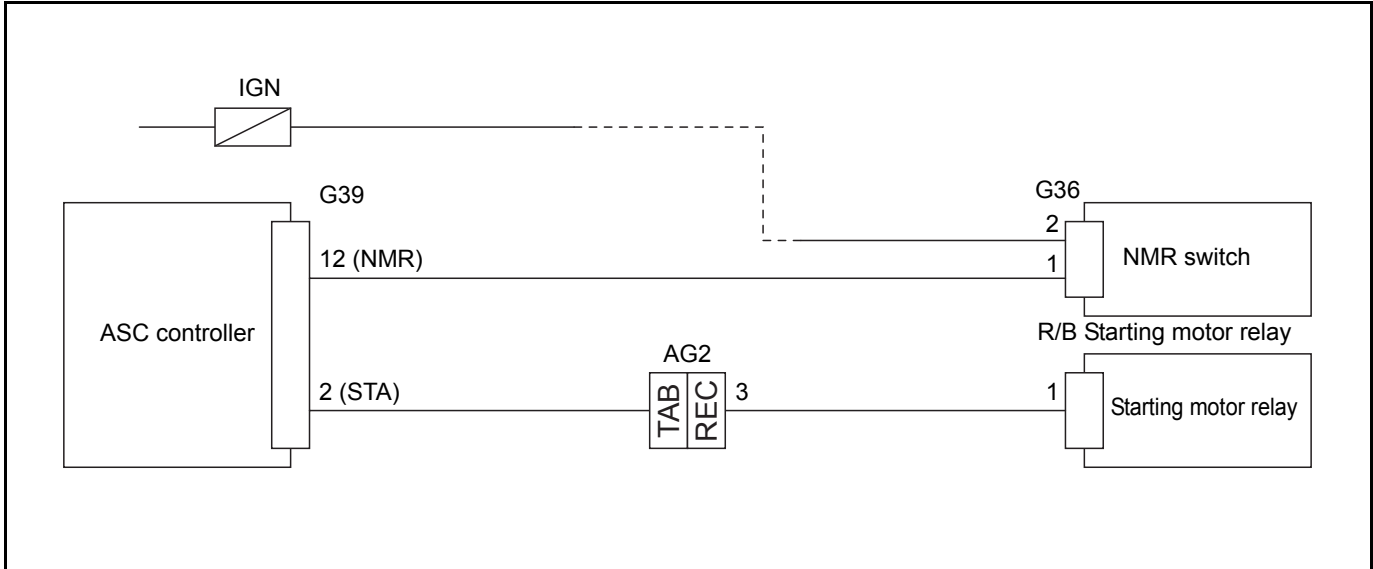 IGN
G39
G36
2
12 (NMR)
1
NMR switch
ASC controller
R/B Starting motor relay
AG2
2 (STA)
TAB
REC
3
1
Starting motor relay